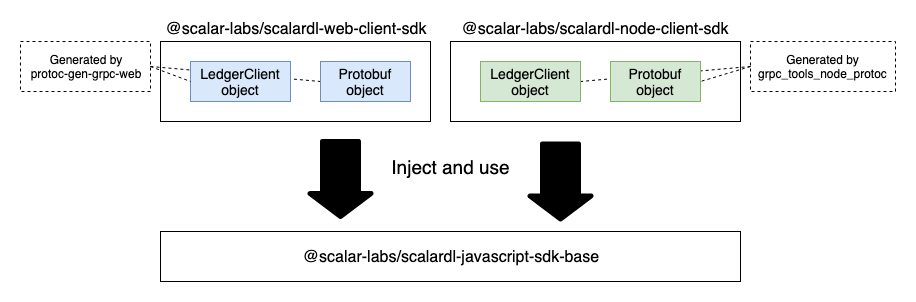 @scalar-labs/scalardl-web-client-sdk
@scalar-labs/scalardl-node-client-sdk
Generated by
protoc-gen-grpc-web
LedgerClient
object
Protobuf
object
LedgerClient
object
Protobuf
object
Generated by
grpc_tools_node_protoc
Inject and use
@scalar-labs/scalardl-javascript-sdk-base